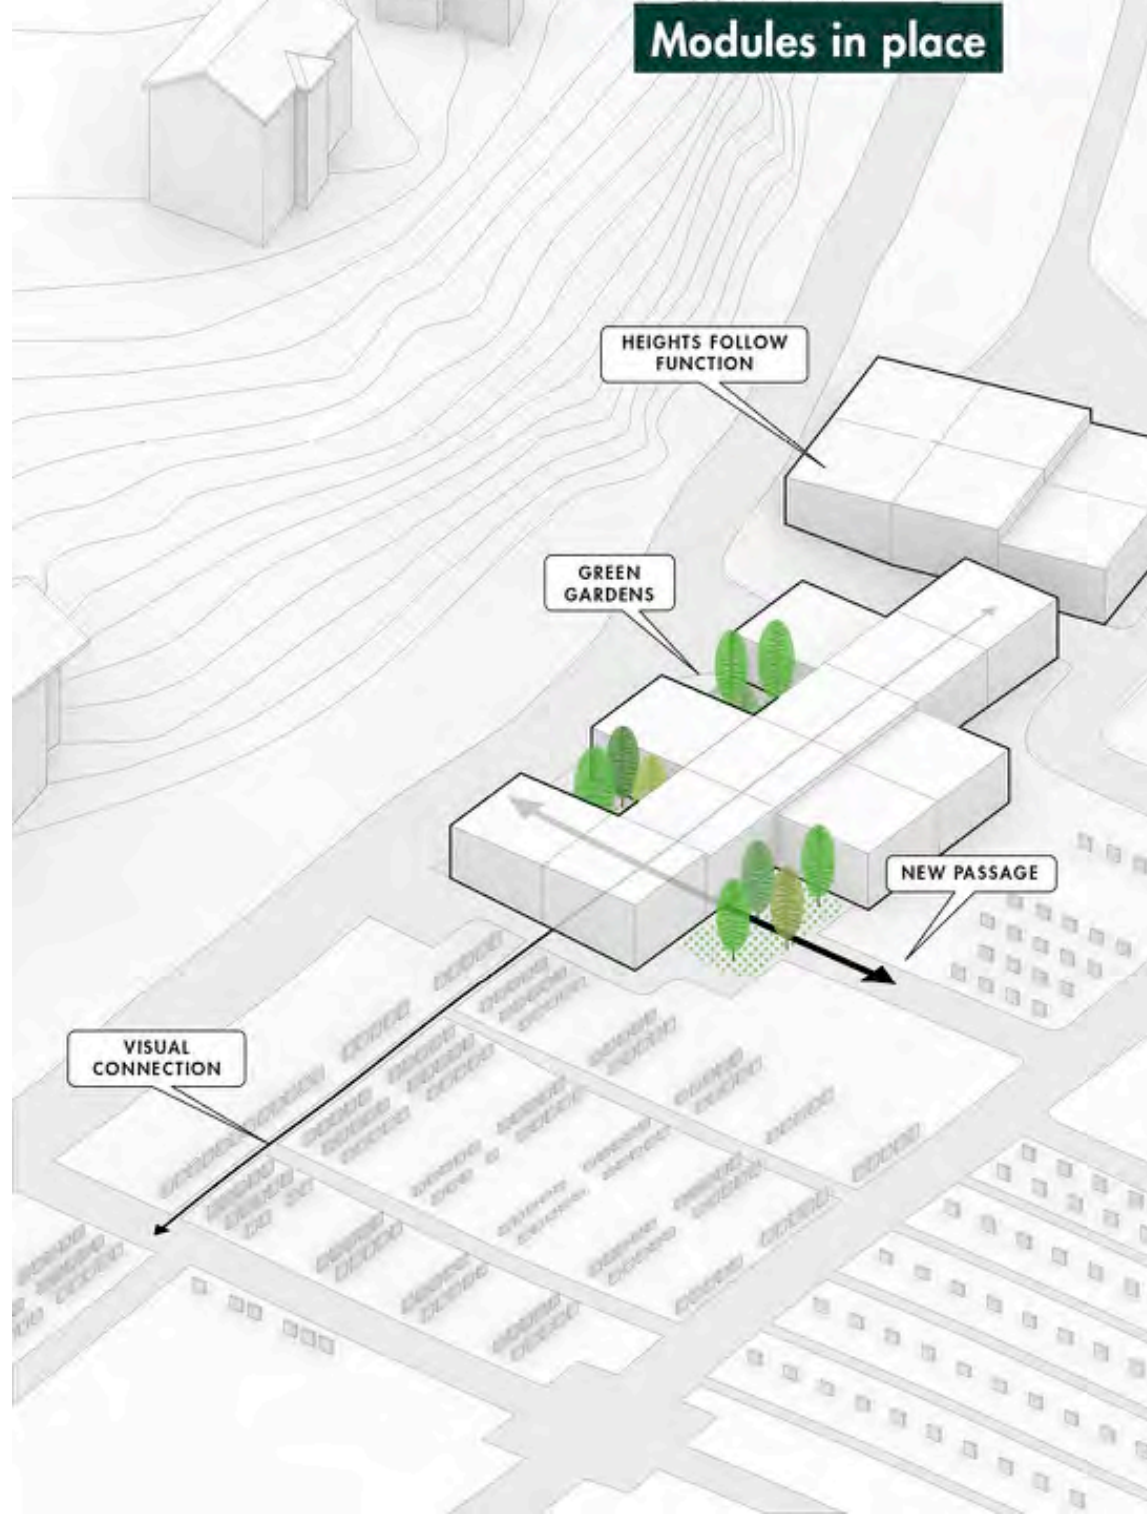 Modules in place
HEIGHTS FOLLOW
FUNCTION
GREEN
GARDENS
NEW PASSAGE
VISUAL
CONNECTION